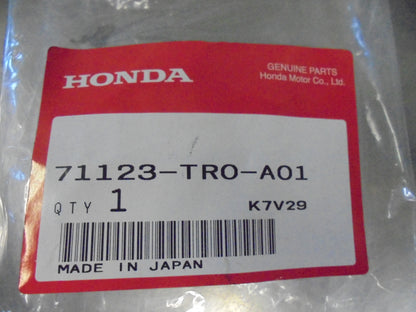 HONDA
GENUINE PARTS
Honda Motor Co., Ltd.
71123-TR0-A01
QTY 1 K7V29
MADE IN JAPAN